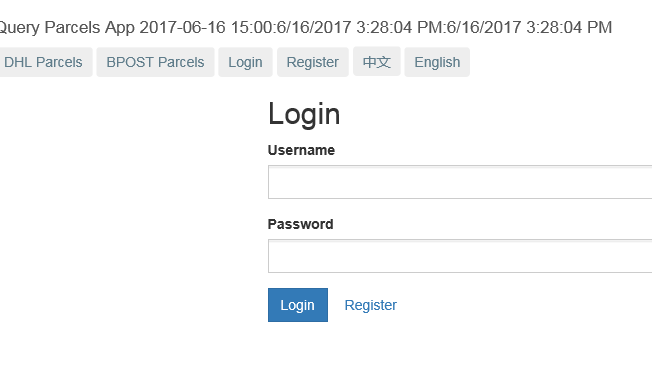 Query Parcels App 2017-06-16 15:00:6/16/2017 3:28:04 PM:6/16/2017 3:28:04 PM
DHL Parcels BPOST Parcels Login Register 中文 English
Login
Username
Password
Login Register